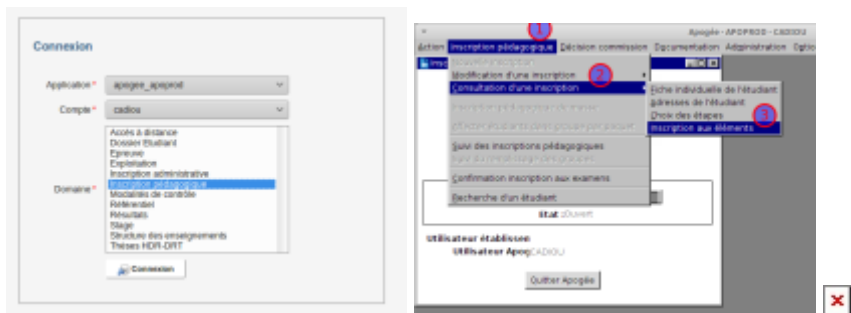 Connexion
Application *
apogee_apoprod
Compte *
cadiou
Domaine *
Accès à distance
Dossier Etudiant
Epreuve
Exploitation
Inscription administrative
Inscription pédagogique
Modalités de contrôle
Référentiel
Résultats
Stage
Structure des enseignements
Thèses HDR-DRT
Connexion
Apogée - APOPROD - CADIOU
Action Inscription pédagogique Décision commission Documentation Administration
1
Nouvelle inscription
Modification d'une inscription
2
Consultation d'une inscription
Fiche individuelle de l'étudiant
Adresses de l'étudiant
Choix des étapes
3
Inscription aux éléments
Suivi des inscriptions pédagogiques
Confirmation inscription aux examens
Recherche d'un étudiant
Etat :Ouvert
Utilisateur établissen
Utilisateur Apog CADIOU
Quitter Apogée